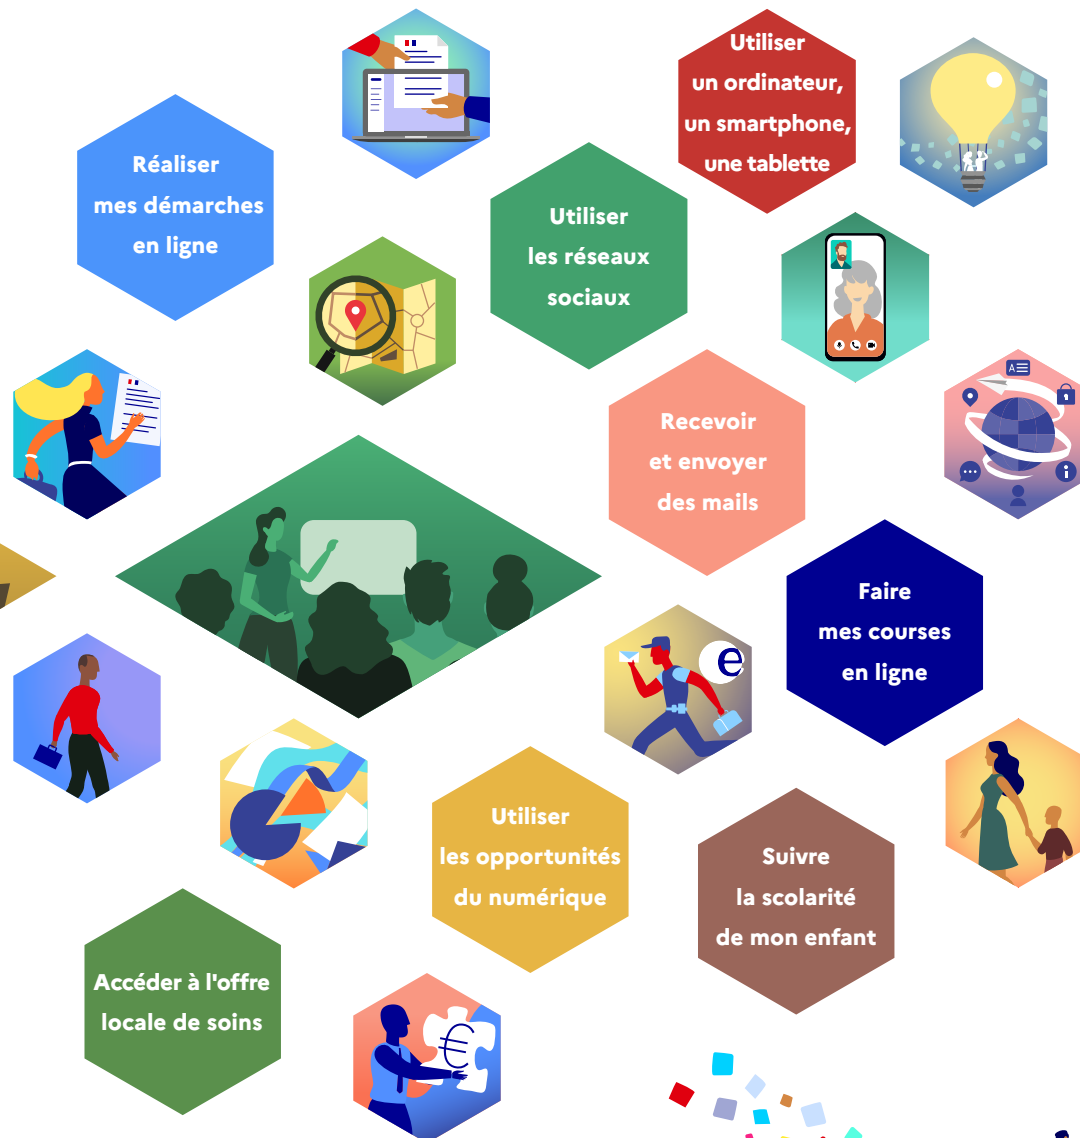 Utiliser
un ordinateur,
un smartphone,
une tablette
Réaliser
mes démarches
en ligne
Utiliser
les réseaux
sociaux
A
Recevoir
et envoyer
des mails
i
Faire
mes courses
en ligne
e
Utiliser
les opportunités
du numérique
Suivre
la scolarité
de mon enfant
Accéder à l'offre
locale de soins
€